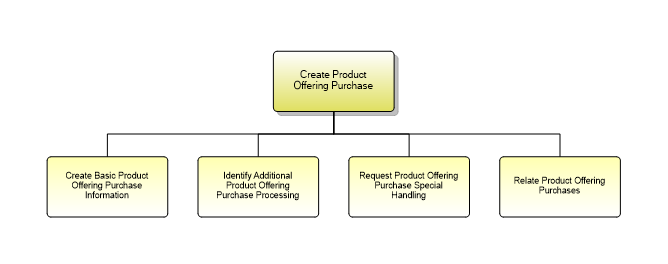 Create Product
Offering Purchase
Create Basic Product
Offering Purchase
Information
Identify Additional
Product Offering
Purchase Processing
Request Product Offering
Purchase Special
Handling
Relate Product Offering
Purchases